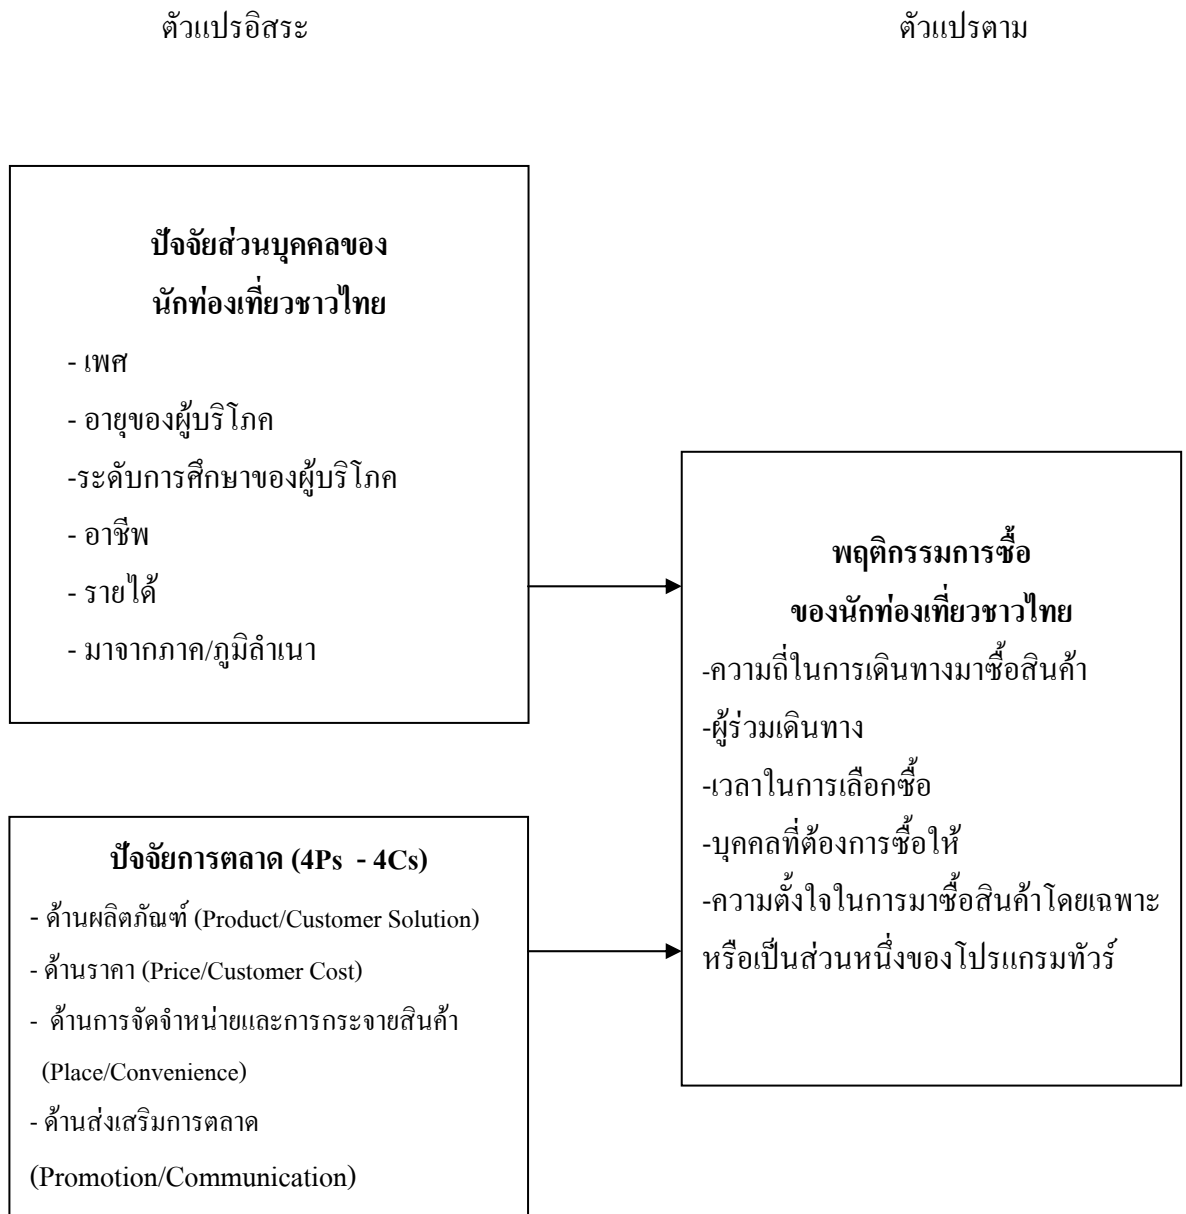 ตัวแปรอิสระ
ตัวแปรตาม
ปัจจัยส่วนบุคคลของ
นักท่องเที่ยวชาวไทย
- เพศ
- อายุของผู้บริโภค
-ระดับการศึกษาของผู้บริโภค
- อาชีพ
- รายได้
- มาจากภาค/ภูมิลำเนา
ปัจจัยการตลาด (4Ps - 4Cs)
- ด้านผลิตภัณฑ์ (Product/Customer Solution)
- ด้านราคา (Price/Customer Cost)
- ด้านการจัดจำหน่ายและการกระจายสินค้า
(Place/Convenience)
- ด้านส่งเสริมการตลาด
(Promotion/Communication)
พฤติกรรมการซื้อ
ของนักท่องเที่ยวชาวไทย
-ความถี่ในการเดินทางมาซื้อสินค้า
-ผู้ร่วมเดินทาง
-เวลาในการเลือกซื้อ
-บุคคลที่ต้องการซื้อให้
-ความตั้งใจในการมาซื้อสินค้าโดยเฉพาะ
หรือเป็นส่วนหนึ่งของโปรแกรมทัวร์